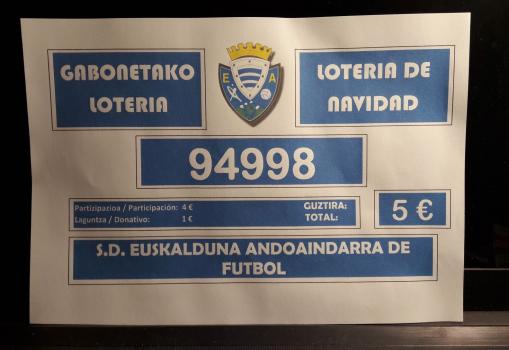 GABONETAKO
LOTERIA
E A
LOTERIA DE
NAVIDAD
94998
Partizipazioa / Participación: 4 €
Laguntza / Donativo: 1 €
GUZTIRA:
TOTAL:
5 €
S.D. EUSKALDUNA ANDOAINDARRA DE
FUTBOL